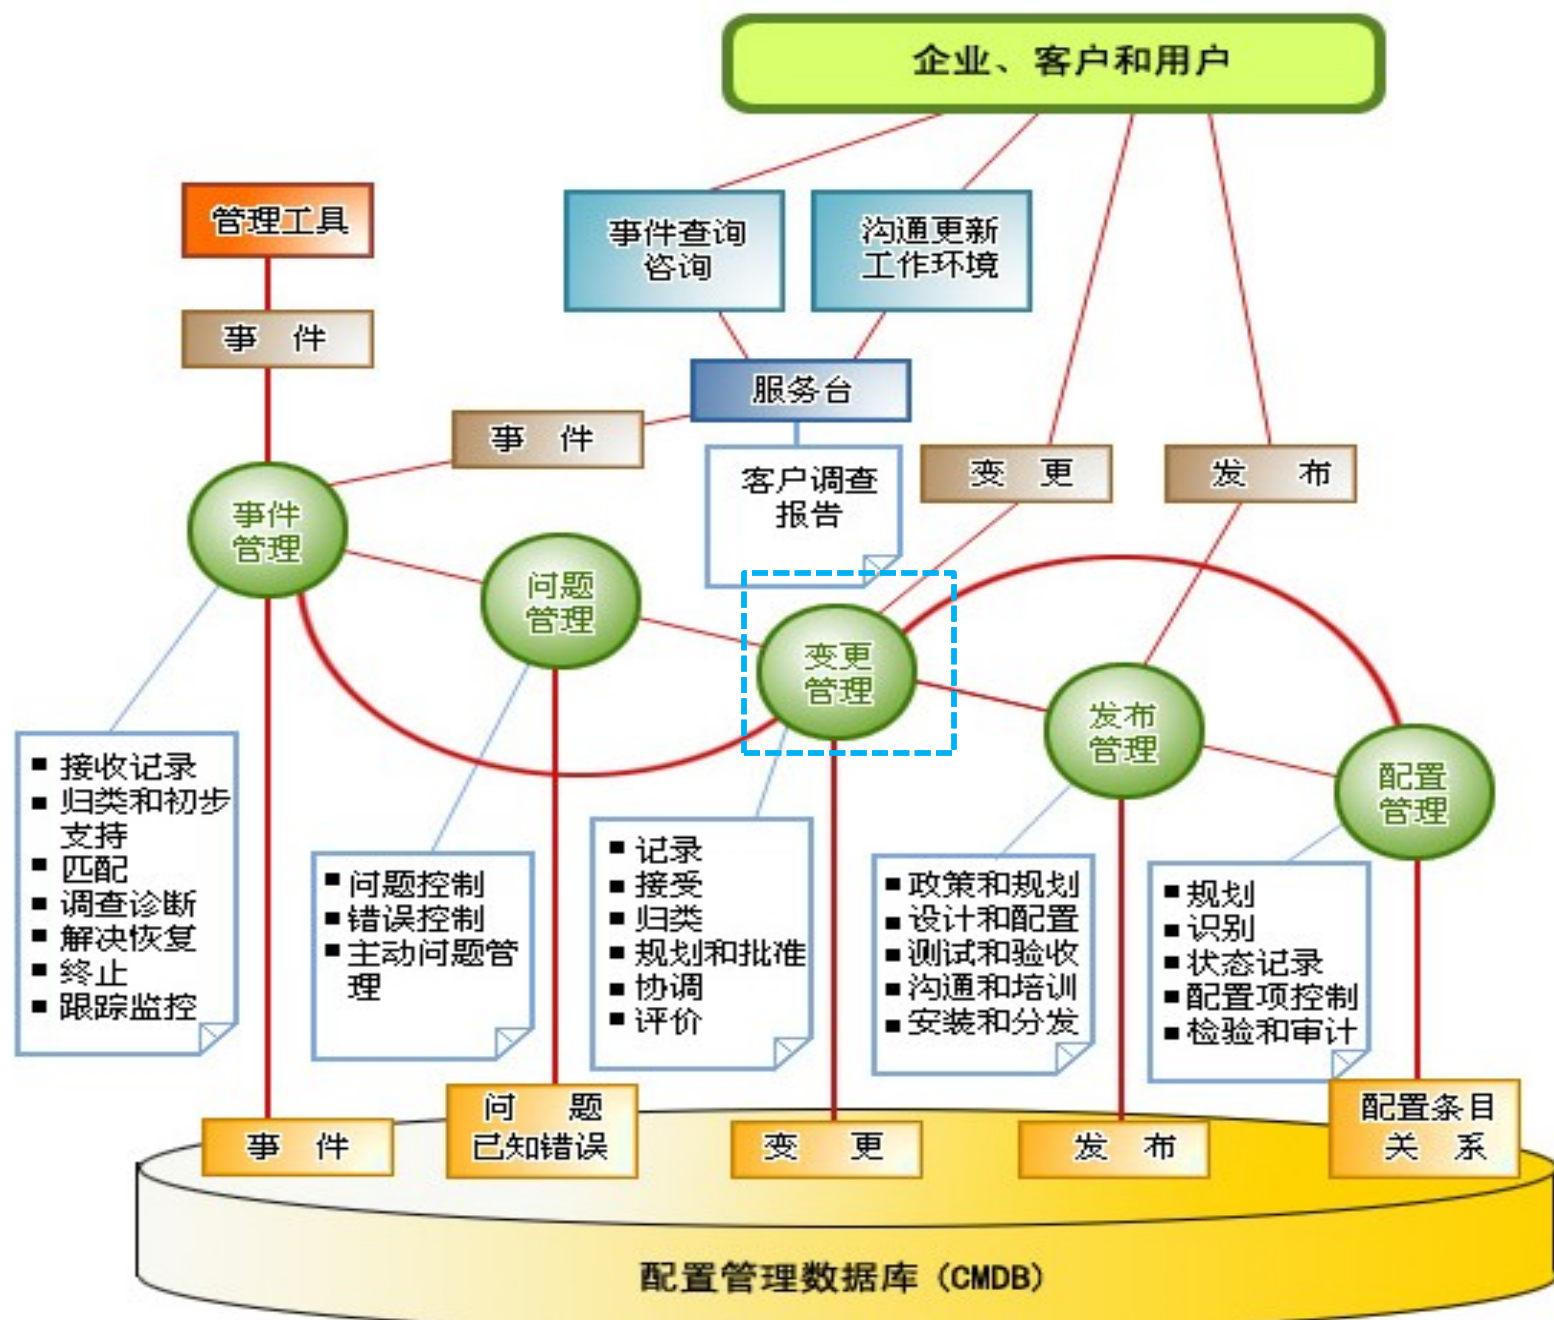 企业、客户和用户
管理工具
事件查询
咨询
沟通更新
工作环境
事 件
服务台
事 件
客户调查
报告
变 更
发 布
事件
管理
问题
管理
变更
管理
发布
管理
配置
管理
■ 接收记录
■ 归类和初步
支持
■ 匹配
■ 调查诊断
■ 解决恢复
■ 终止
■ 跟踪监控
■ 问题控制
■ 错误控制
■ 主动问题管
理
■ 记录
■ 接受
■ 归类
■ 规划和批准
■ 协调
■ 评价
■ 政策和规划
■ 设计和配置
■ 测试和验收
■ 沟通和培训
■ 安装和分发
■ 规划
■ 识别
■ 状态记录
■ 配置项控制
■ 检验和审计
事 件
问 题
已知错误
变 更
发 布
配置条目
关 系
配置管理数据库 (CMDB)